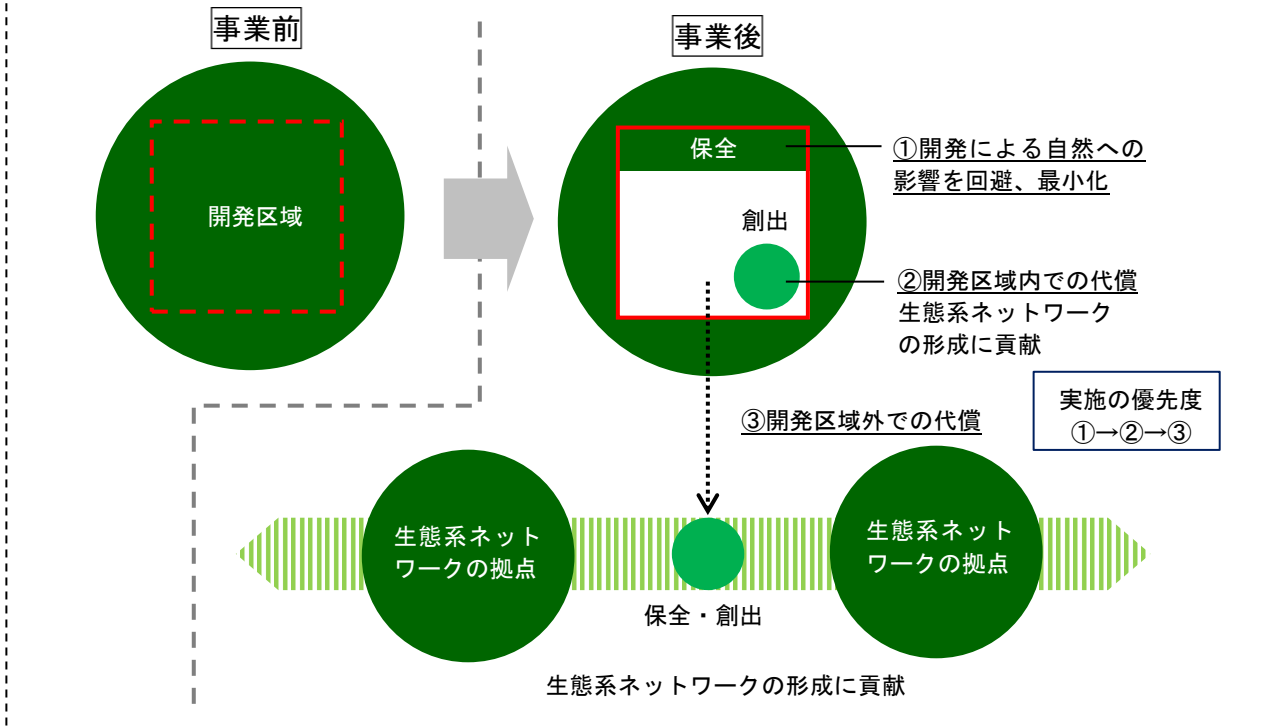 事業前
開発区域
事業後
保全
創出
①開発による自然への
影響を回避、最小化
②開発区域内での代償
生態系ネットワーク
の形成に貢献
実施の優先度
①→②→③
③開発区域外での代償
生態系ネット
ワークの拠点
保全・創出
生態系ネット
ワークの拠点
生態系ネットワークの形成に貢献